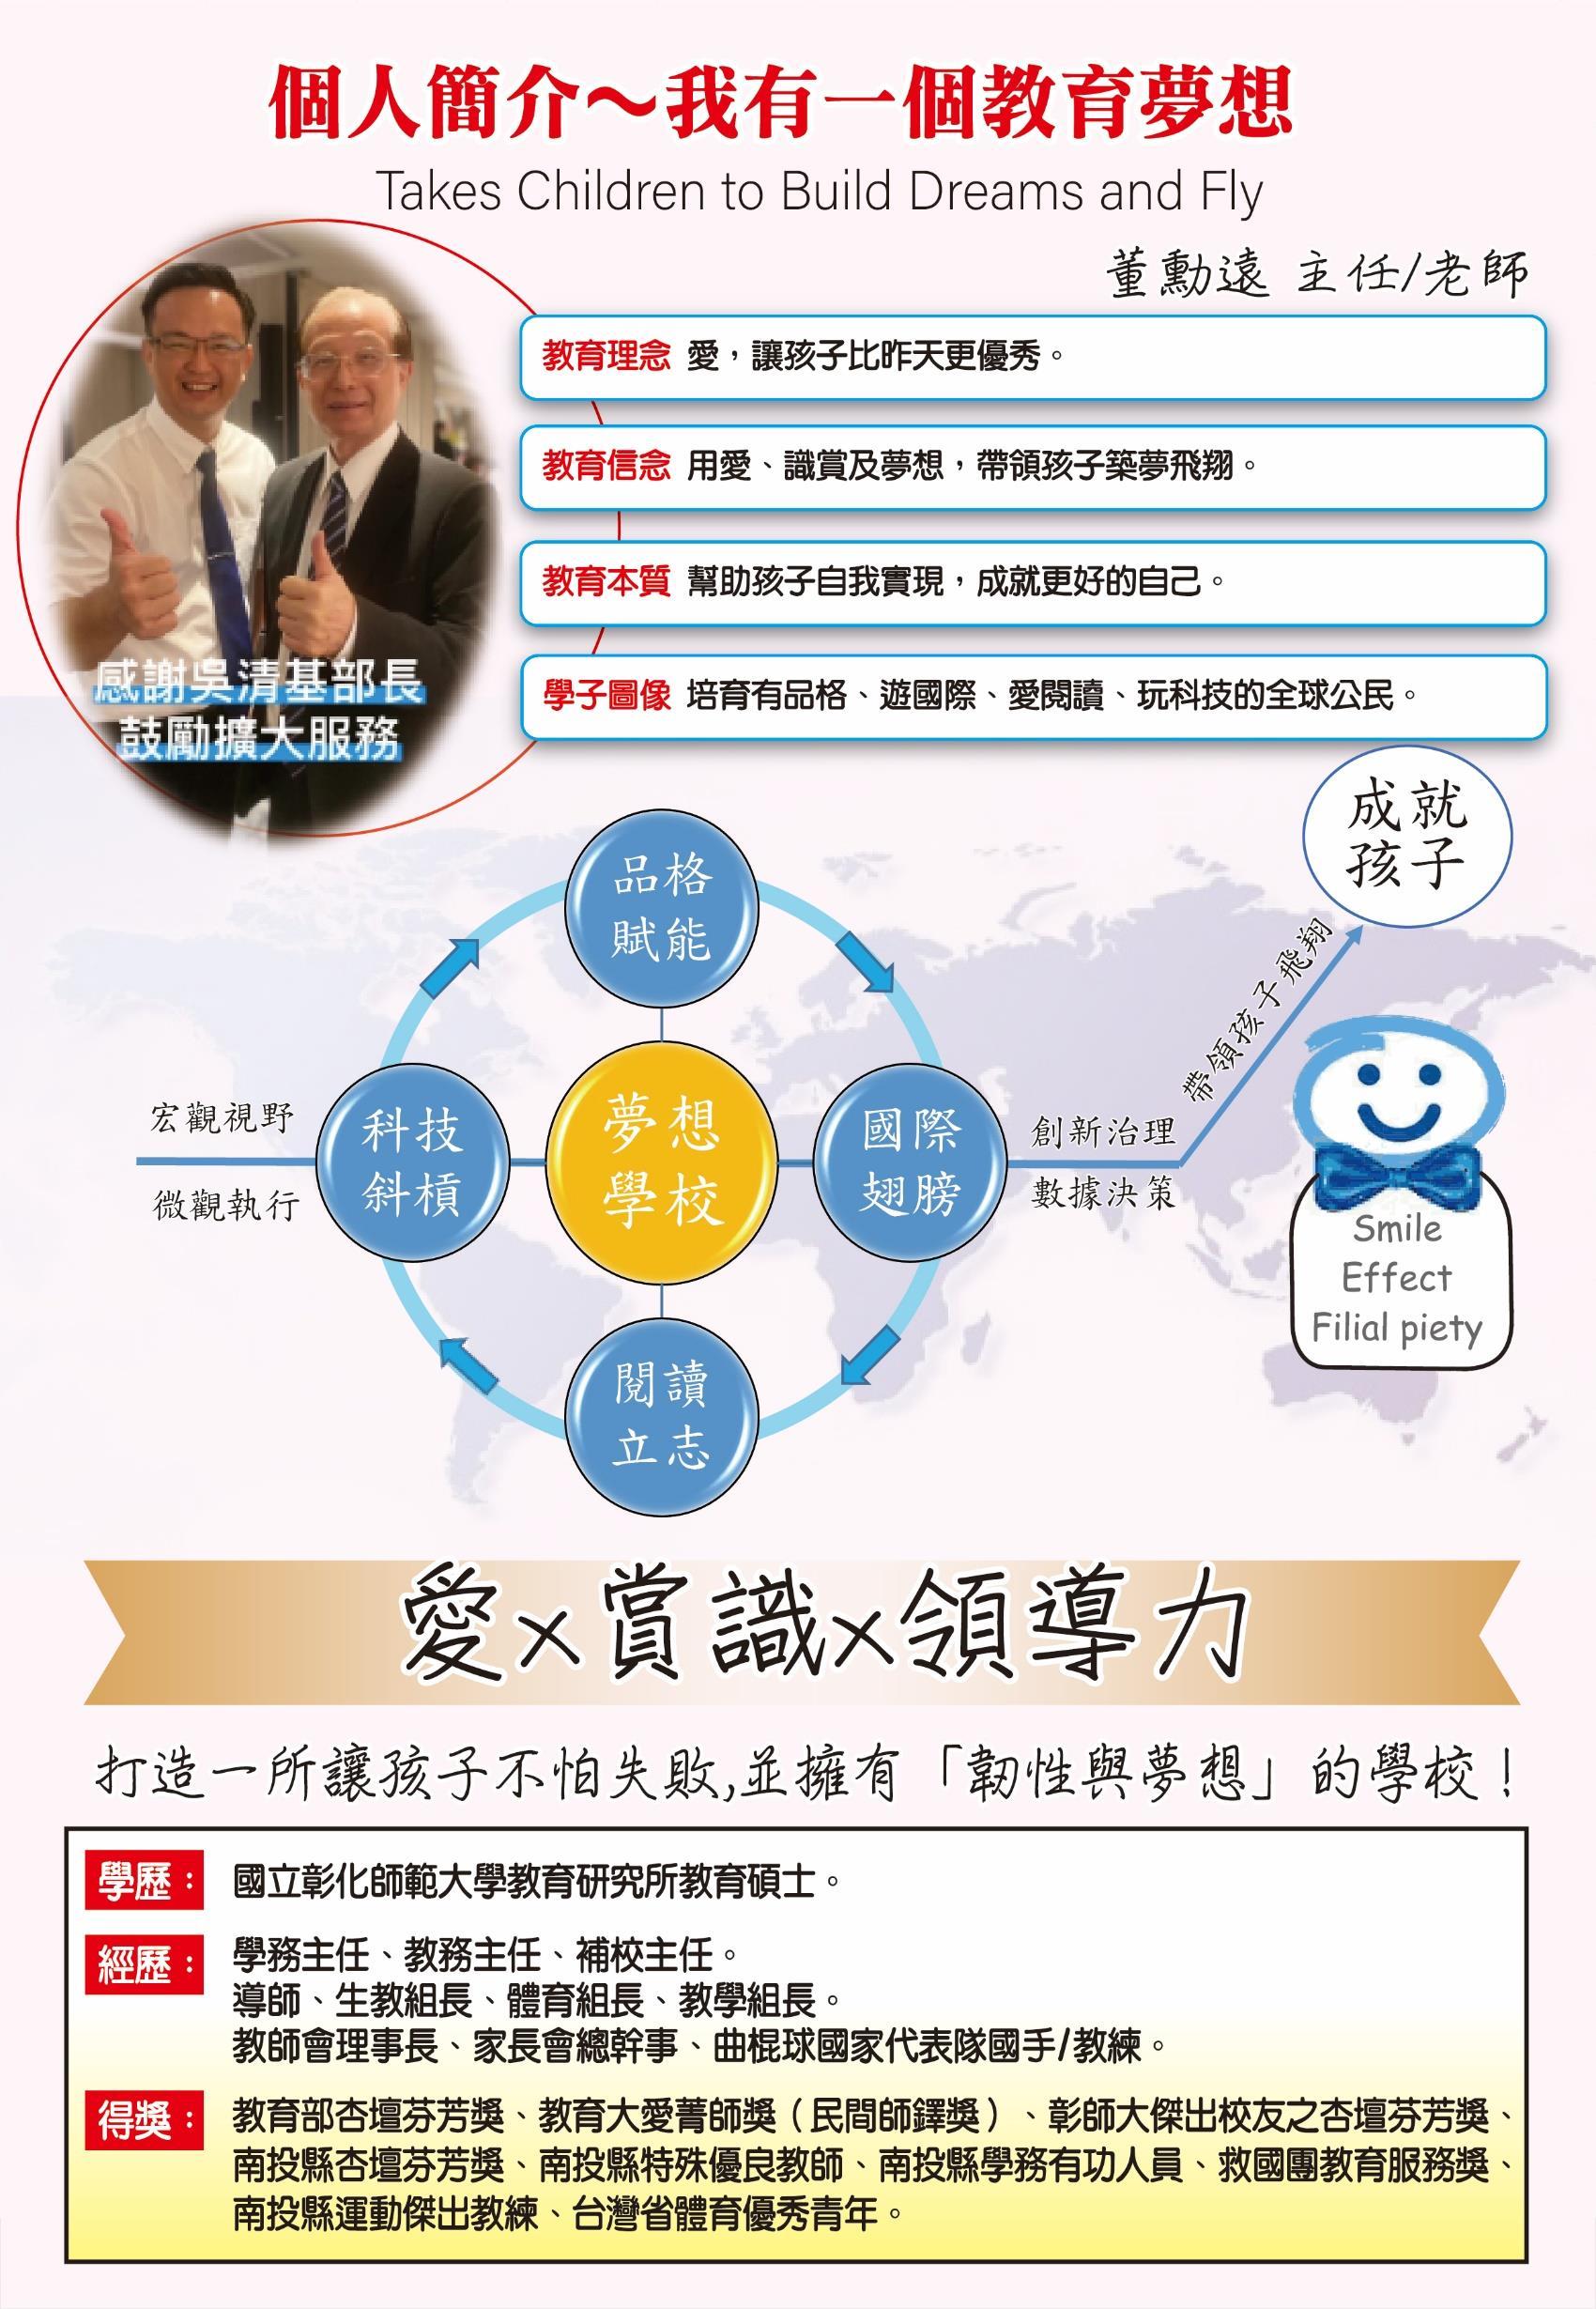 個人簡介～我有一個教育夢想
Takes Children to Build Dreams and Fly
董勳遠 主任/老師
教育理念 愛，讓孩子比昨天更優秀。
教育信念 用愛、識賞及夢想，帶領孩子築夢飛翔。
教育本質 幫助孩子自我實現，成就更好的自己。
學子圖像 培育有品格、遊國際、愛閱讀、玩科技的全球公民。
感謝吳清基部長
鼓勵擴大服務
成就
孩子
品格
賦能
帶領孩子飛翔
宏觀視野
微觀執行
科技
斜槓
夢想
學校
國際
翅膀
創新治理
數據決策
閱讀
立志
Smile
Effect
Filial piety
愛×賞識×領導力
打造一所讓孩子不怕失敗,並擁有「韌性與夢想」的學校！
學歷： 國立彰化師範大學教育研究所教育碩士。
經歷： 學務主任、教務主任、補校主任。
導師、生教組長、體育組長、教學組長。
教師會理事長、家長會總幹事、曲棍球國家代表隊國手/教練。
得獎： 教育部杏壇芬芳獎、教育大愛菁師獎（民間師鐸獎）、彰師大傑出校友之杏壇芬芳獎、
南投縣杏壇芬芳獎、南投縣特殊優良教師、南投縣學務有功人員、救國團教育服務獎、
南投縣運動傑出教練、台灣省體育優秀青年。